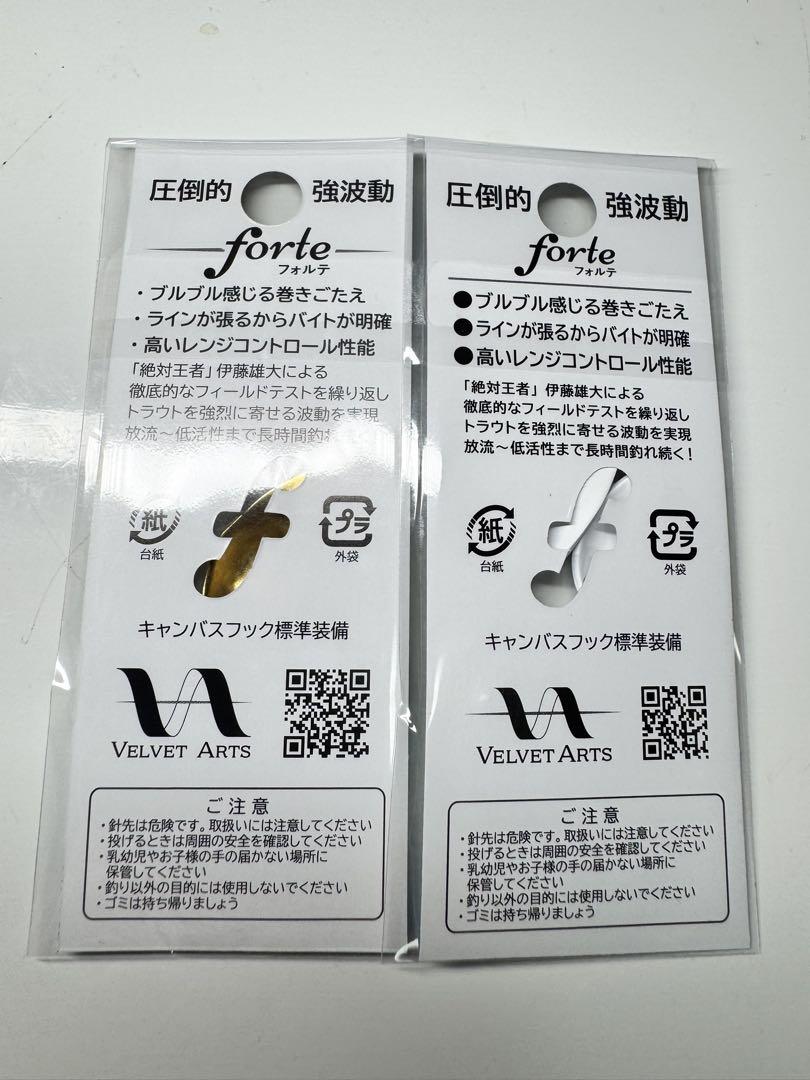 圧倒的 強波動
forte
フォルテ
・ブルブル感じる巻きごたえ
・ラインが張るからバイトが明確
・高いレンジコントロール性能
「絶対王者」伊藤雄大による
徹底的なフィールドテストを繰り返し
トラウトを強烈に寄せる波動を実現
放流～低活性まで長時間釣れ
紙
台紙
f
プラ
外袋
キャンバスフック標準装備
VELVET ARTS
ご注意
・針先は危険です。取扱いには注意してください
・投げるときは周囲の安全を確認してください
・乳幼児やお子様の手の届かない場所に
保管してください
・釣り以外の目的には使用しないでください
・ゴミは持ち帰りましょう
圧倒的 強波動
forte
フォルテ
●ブルブル感じる巻きごたえ
●ラインが張るからバイトが明確
●高いレンジコントロール性能
「絶対王者」伊藤雄大による
徹底的なフィールドテストを繰り返し
トラウトを強烈に寄せる波動を実現
放流～低活性まで長時間釣れ続く！
紙
台紙
f
プラ
外袋
キャンバスフック標準装備
VELVET ARTS
ご注意
・針先は危険です。取扱いには注意してください
・投げるときは周囲の安全を確認してください
・乳幼児やお子様の手の届かない場所に
保管してください
・釣り以外の目的には使用しないでください
・ゴミは持ち帰りましょう